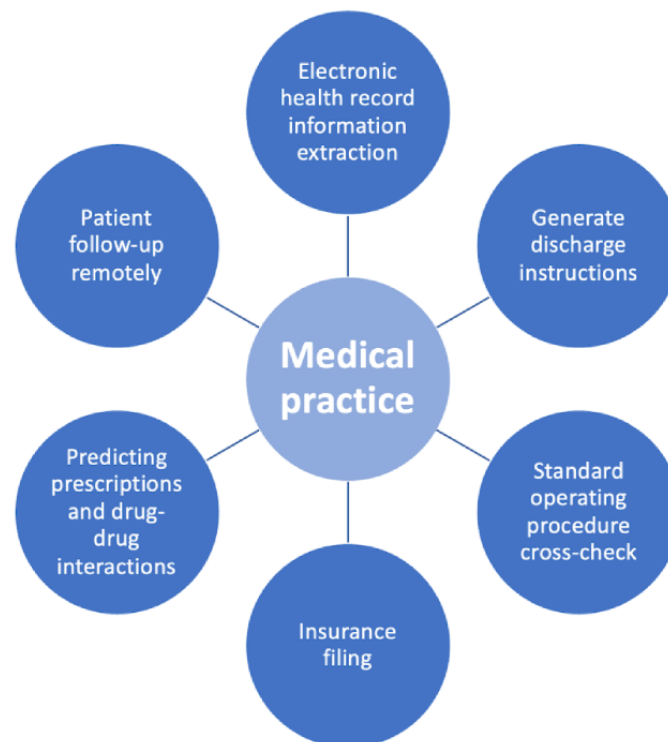 Electronic
health record
information
extraction
Generate
discharge
instructions
Standard
operating
procedure
cross-check
Insurance
filing
Predicting
prescriptions
and drug-
drug
interactions
Patient
follow-up
remotely
Medical
practice